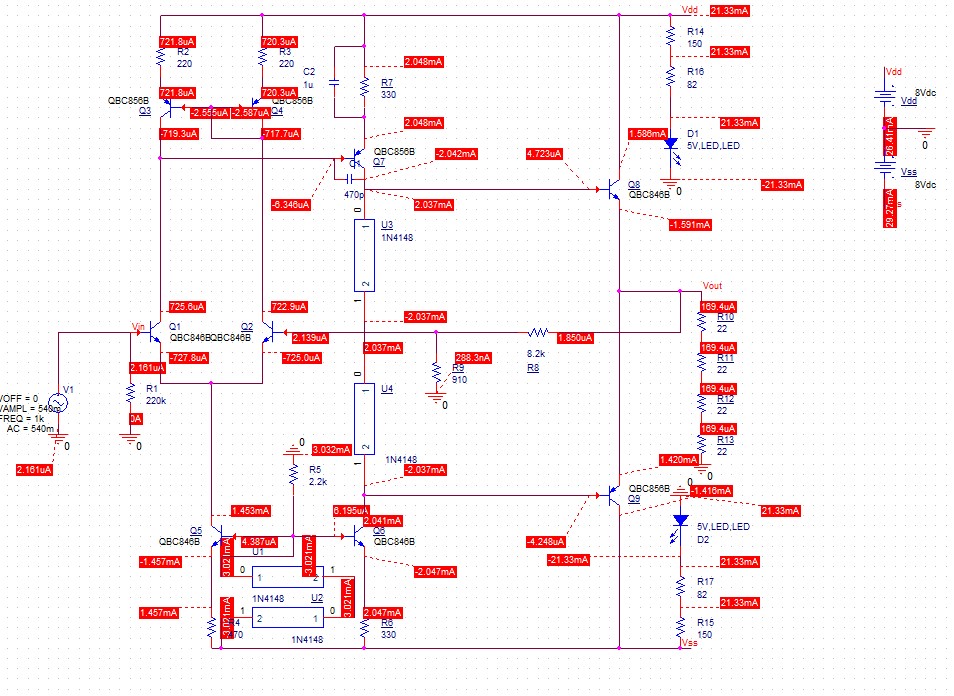 Vdd
21.33mA
R14
150
21.33mA
R16
82
21.33mA
D1
5V,LED,LED
0
-21.33mA
721.8uA
R2
220
721.8uA
QBC856B
Q3
-719.3uA
-2.555uA
-2.587uA
720.3uA
R3
220
720.3uA
QBC856B
Q4
-717.7uA
C2
1u
2.048mA
R7
330
2.048mA
QBC856B
Q7
-2.042mA
470p
-6.346uA
2.037mA
4.723uA
1.586mA
Q8
QBC846B
-1.591mA
Vdd
8Vdc
Vdd
26.41mA
0
Vss
8Vdc
29.27mA
0
1
U3
1N4148
2
1
-2.037mA
2.037mA
0
1
U4
2
1N4148
1
-2.037mA
725.6uA
Vin
Q1
QBC846B
-727.8uA
722.9uA
Q2
QBC846B
2.139uA
-725.0uA
2.161uA
R1
220k
0A
0
V1
VOFF = 0
VAMPL = 540m
FREQ = 1k
AC = 540m
0
2.161uA
8.2k
R8
1.850uA
288.3nA
R9
910
0
Vout
169.4uA
R10
22
169.4uA
R11
22
169.4uA
R12
22
169.4uA
R13
22
0
1.420mA
QBC856B
Q9
-4.248uA
0
-1.416mA
21.33mA
5V,LED,LED
D2
-21.33mA
21.33mA
R17
82
21.33mA
R15
150
Vss
0
3.032mA
R5
2.2k
1.453mA
Q5
QBC846B
-1.457mA
4.387uA
6.195uA
2.041mA
Q6
QBC846B
-2.047mA
3.021mA
U1
3.021mA
0
1
2
1
1N4148
U2
3.021mA
1
2
1
0
1N4148
1.457mA
3.021mA
2.047mA
R6
330